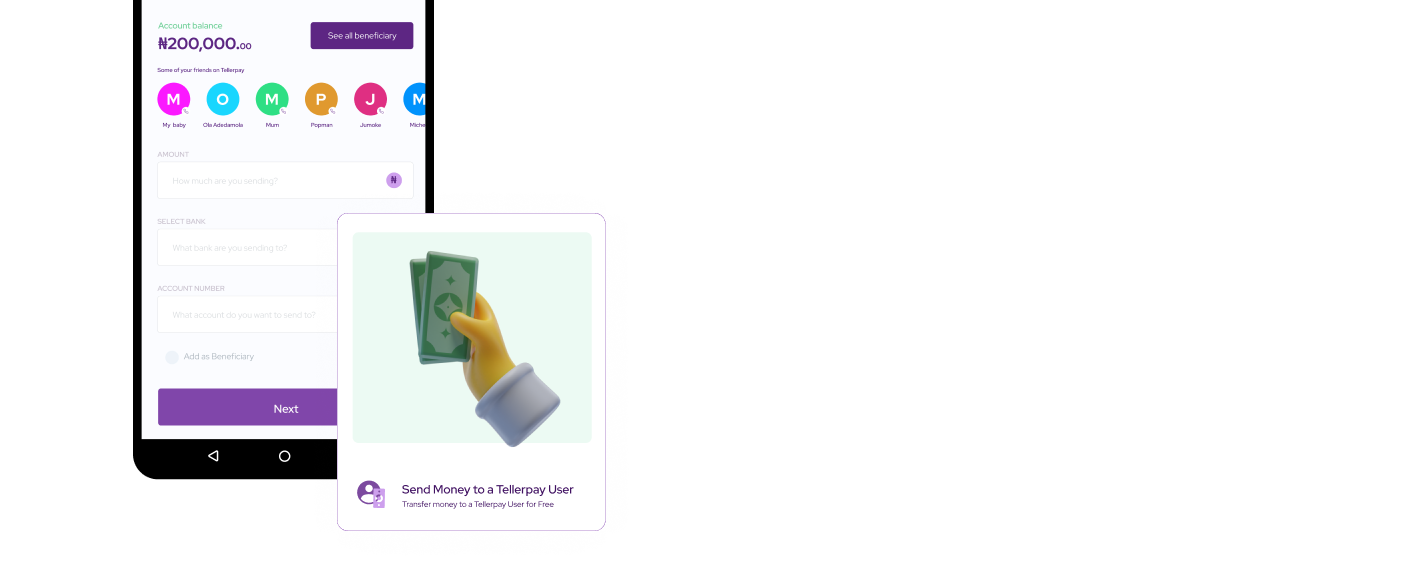 Account balance
₦200,000.00
See all beneficiary
Some of your friends on Tellerpay
M O M P J M
My baby Ola Adedamola Mum Popman Jumoke Miche
AMOUNT
How much are you sending?
₦
SELECT BANK
What bank are you sending to?
ACCOUNT NUMBER
What account do you want to send to?
Add as Beneficiary
Next
Send Money to a Tellerpay User
Transfer money to a Tellerpay User for Free